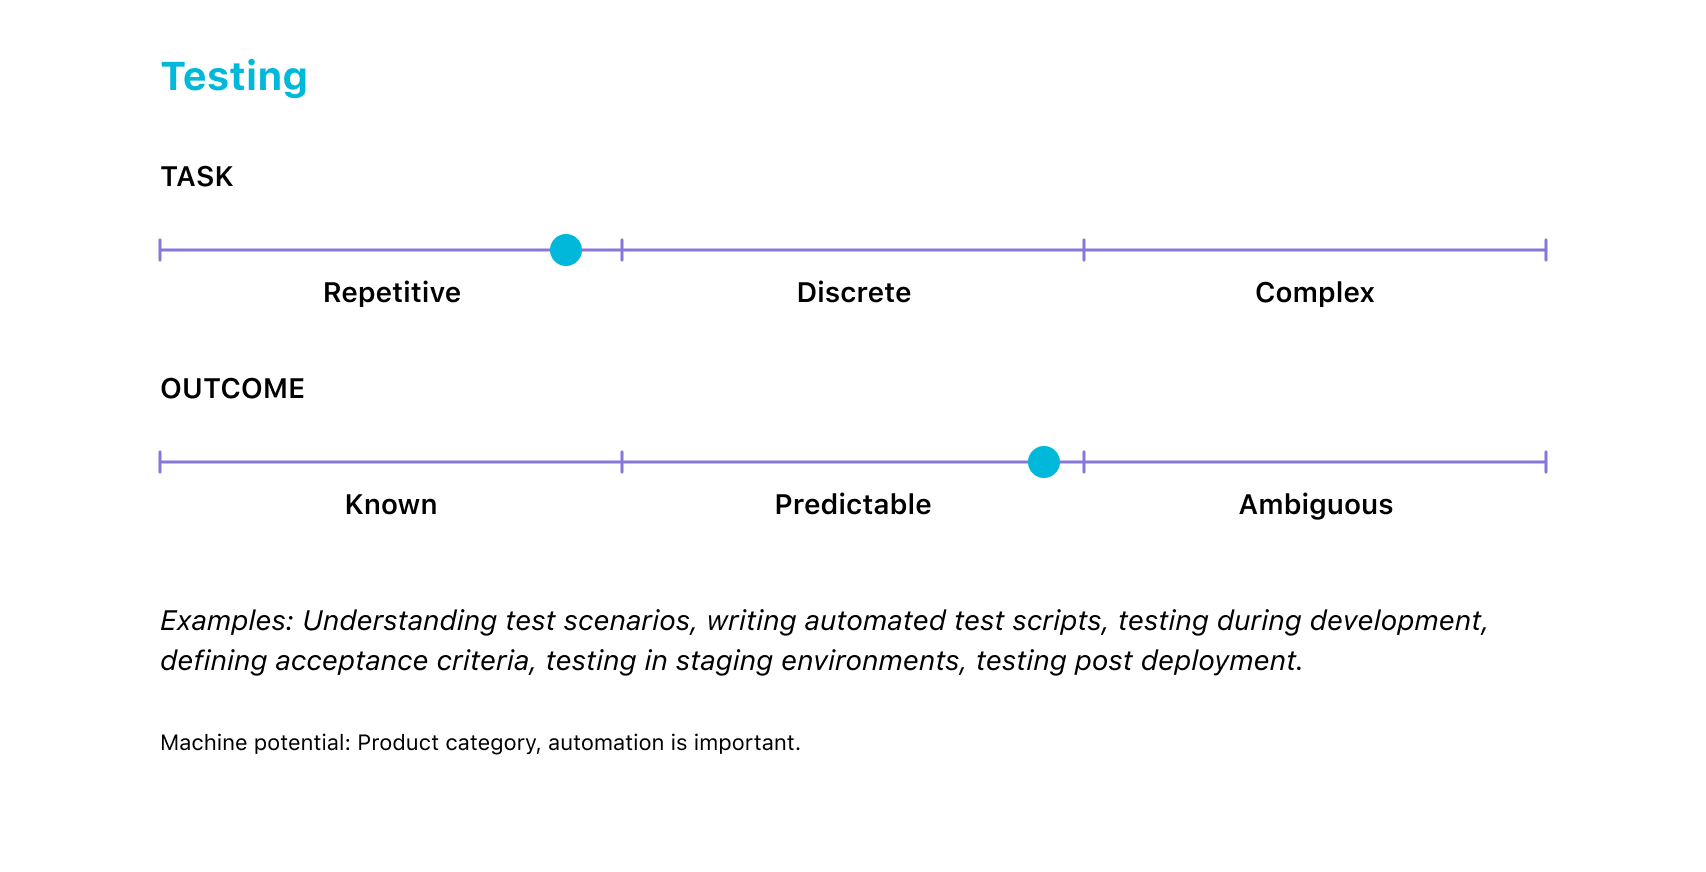 Testing
TASK
Repetitive
Discrete
Complex
OUTCOME
Known
Predictable
Ambiguous
Examples: Understanding test scenarios, writing automated test scripts, testing during development,
defining acceptance criteria, testing in staging environments, testing post deployment.
Machine potential: Product category, automation is important.